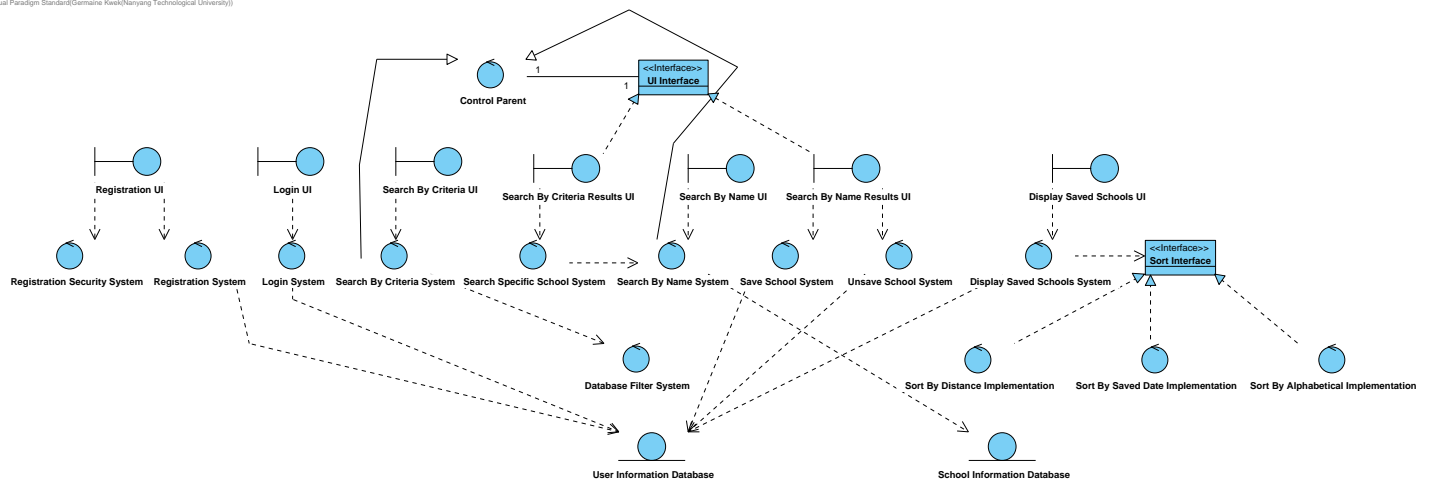 ual Paradigm Standard(Germaine Kwek(Nanyang Technological University))
<<Interface>>
UI Interface
1
1
Control Parent
Registration UI
Login UI
Search By Criteria UI
Search By Criteria Results UI
Search By Name UI
Search By Name Results UI
Display Saved Schools UI
<<Interface>>
Sort Interface
Registration Security System
Registration System
Login System
Search By Criteria System
Search Specific School System
Search By Name System
Save School System
Unsave School System
Display Saved Schools System
Database Filter System
Sort By Distance Implementation
Sort By Saved Date Implementation
Sort By Alphabetical Implementation
User Information Database
School Information Database